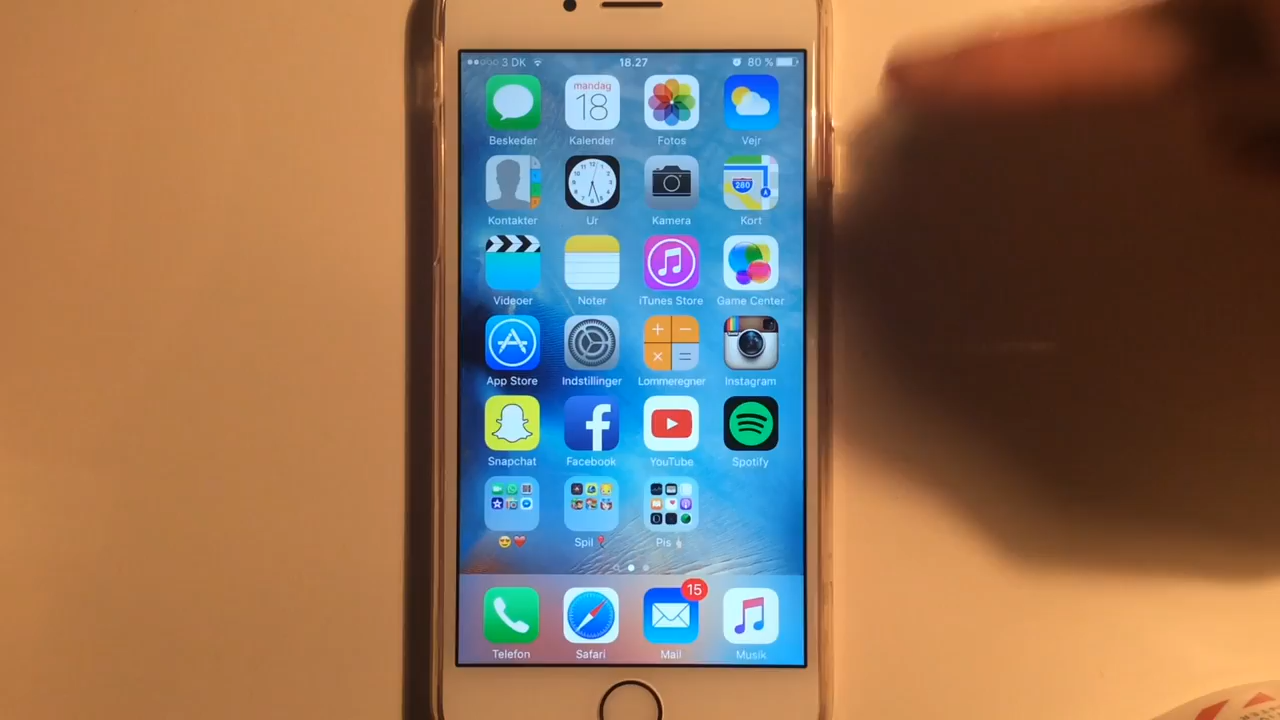 3 DK 18.27 80 %
mandag
18
Beskeder Kalender Fotos Vejr
280
Kontakter Ur Kamera Kort
Videoer Noter iTunes Store Game Center
App Store Indstillinger Lommeregner Instagram
Snapchat Facebook YouTube Spotify
😍❤️ Spil Pis
15
Telefon Safari Mail Musik